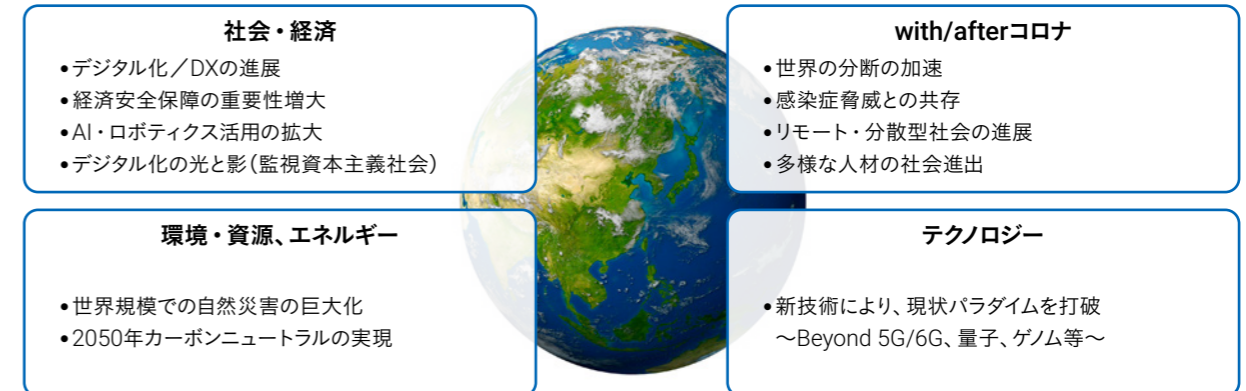 社会・経済
•デジタル化／DXの進展
•経済安全保障の重要性増大
•AI・ロボティクス活用の拡大
•デジタル化の光と影（監視資本主義社会）
with/afterコロナ
•世界の分断の加速
•感染症脅威との共存
•リモート・分散型社会の進展
•多様な人材の社会進出
環境・資源、エネルギー
•世界規模での自然災害の巨大化
•2050年カーボンニュートラルの実現
テクノロジー
•新技術により、現状パラダイムを打破
～Beyond 5G/6G、量子、ゲノム等～